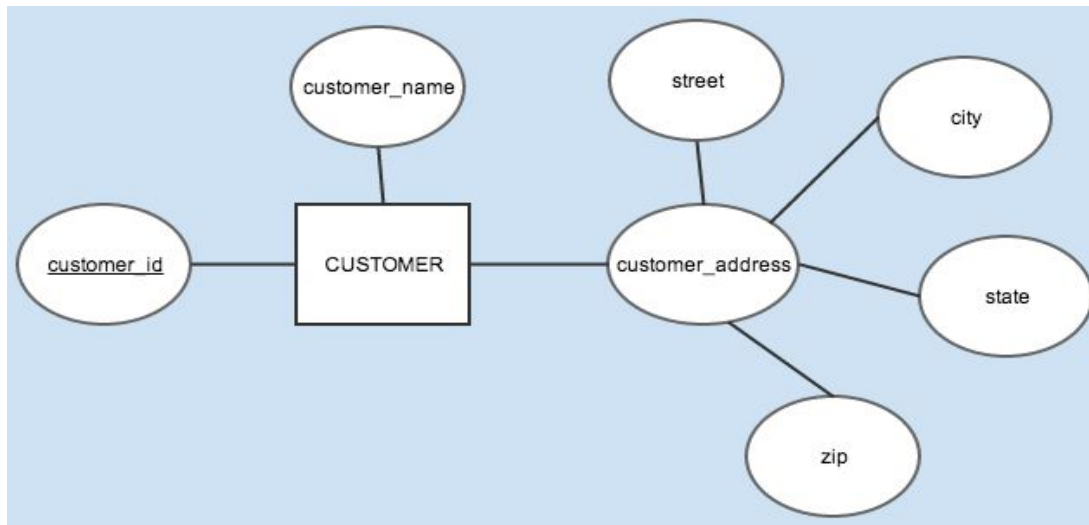 customer_name
street
city
customer_id
CUSTOMER
customer_address
state
zip